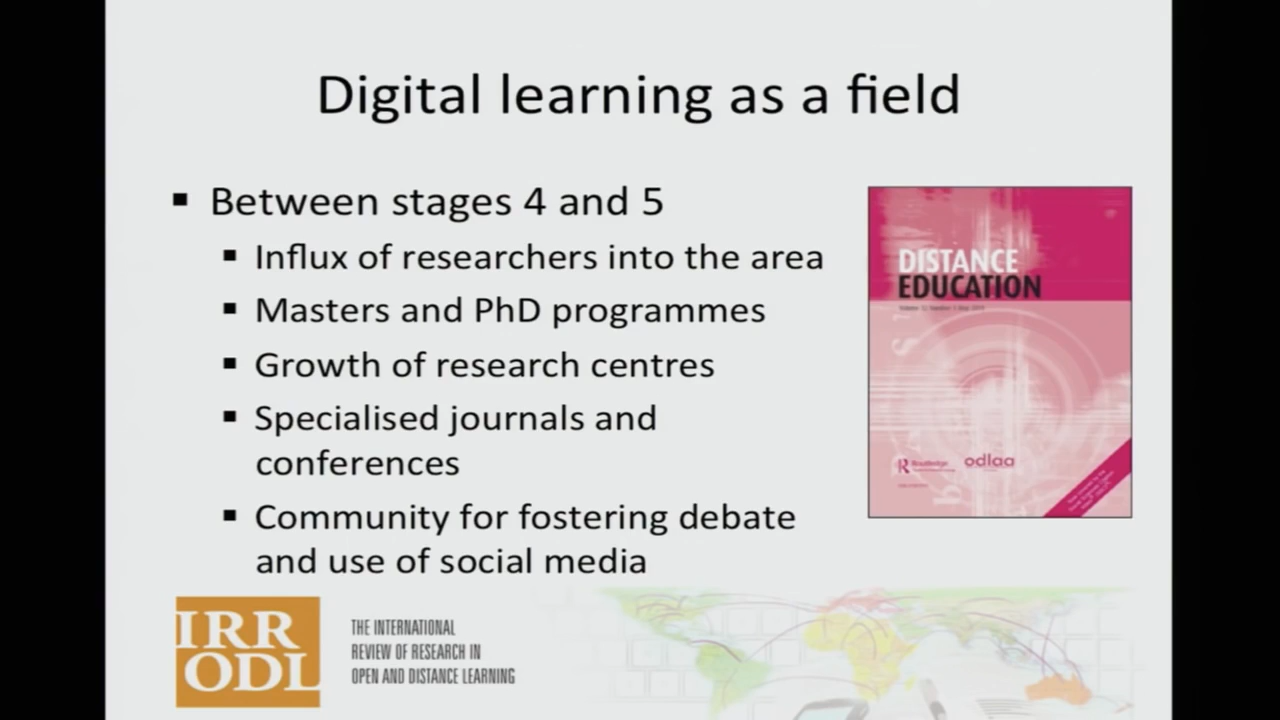 Digital learning as a field
Between stages 4 and 5
Influx of researchers into the area
Masters and PhD programmes
Growth of research centres
Specialised journals and
conferences
Community for fostering debate
and use of social media
DISTANCE
EDUCATION
Routledge
odlaa
IRR
ODL
THE INTERNATIONAL
REVIEW OF RESEARCH IN
OPEN AND DISTANCE LEARNING